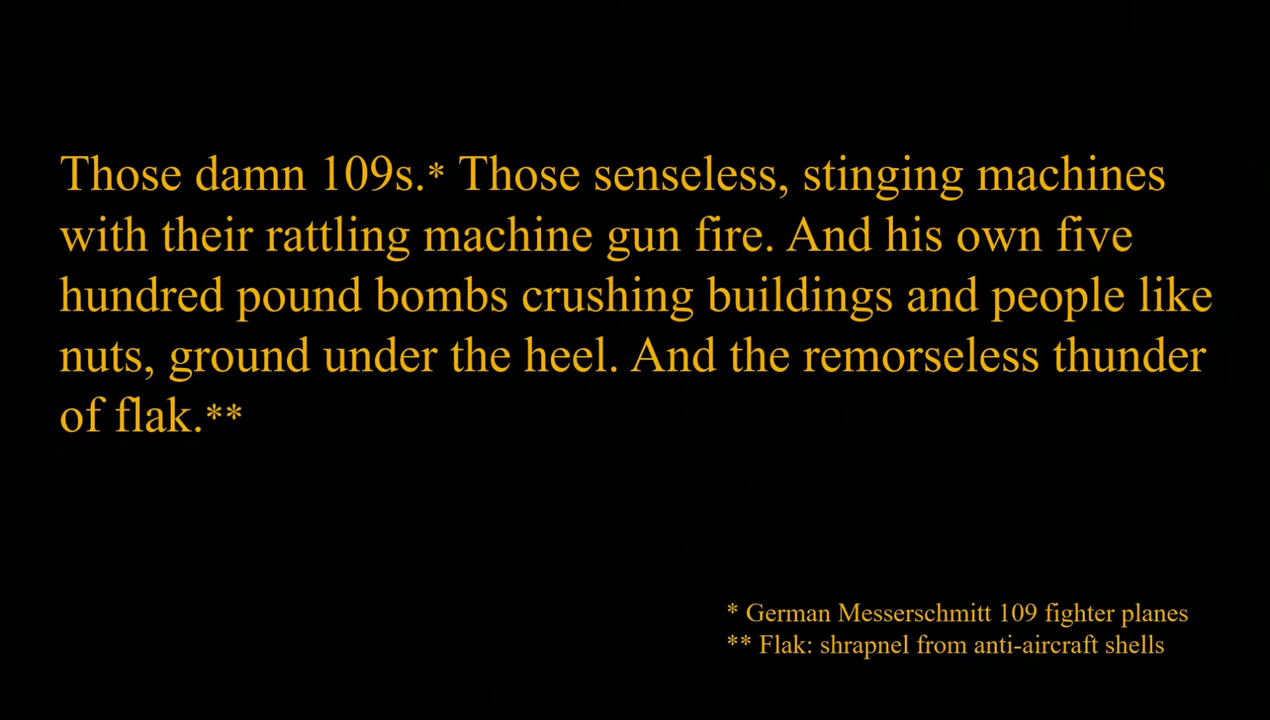 Those damn 109s.* Those senseless, stinging machines
with their rattling machine gun fire. And his own five
hundred pound bombs crushing buildings and people like
nuts, ground under the heel. And the remorseless thunder
of flak.**
* German Messerschmitt 109 fighter planes
** Flak: shrapnel from anti-aircraft shells